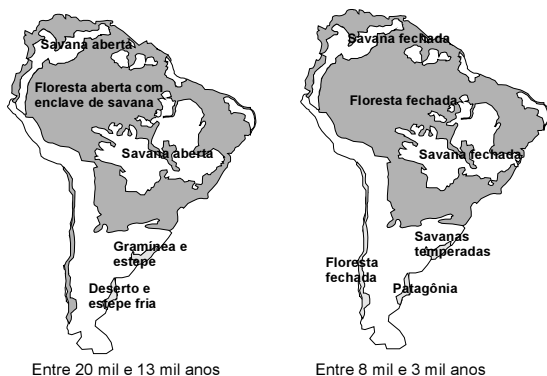 Savana aberta
Floresta aberta com
enclave de savana
Savana aberta
Gramínea e
estepe
Deserto e
estepe fria
Entre 20 mil e 13 mil anos
Savana fechada
Floresta fechada
Savana fechada
Savanas
temperadas
Floresta
fechada
Patagônia
Entre 8 mil e 3 mil anos